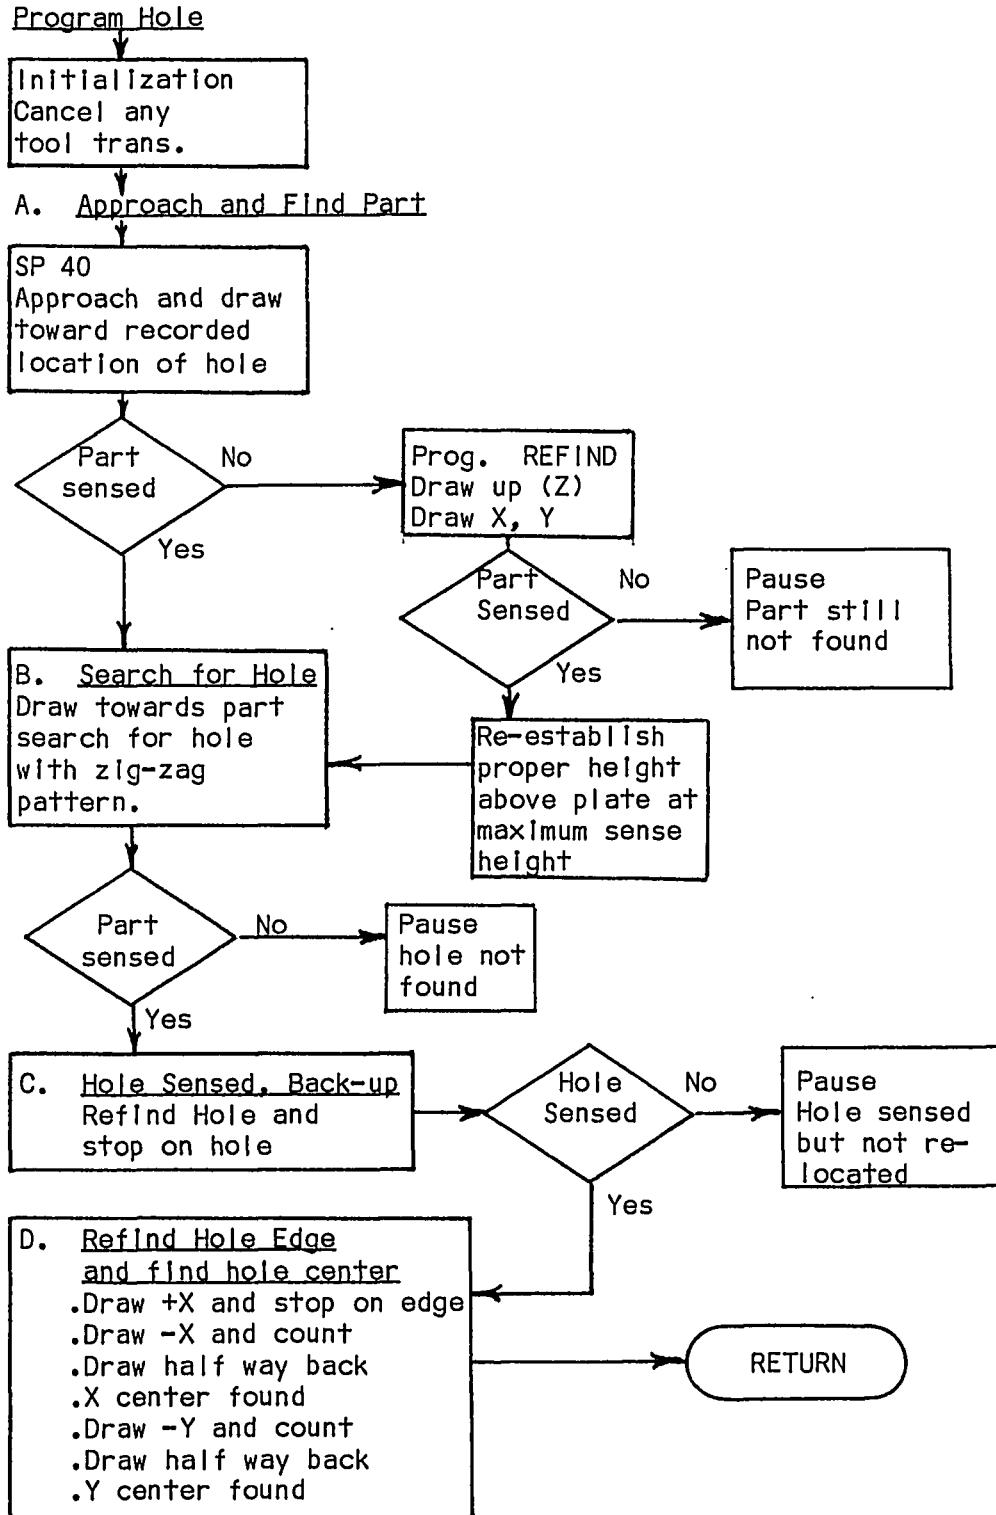 Program Hole
Initialization
Cancel any
tool trans.
A. Approach and Find Part
SP 40
Approach and draw
toward recorded
location of hole
Part
sensed
No
Yes
Prog. REFIND
Draw up (Z)
Draw X, Y
Part
Sensed
No
Yes
Pause
Part still
not found
B. Search for Hole
Draw towards part
search for hole
with zig-zag
pattern.
Re-establish
proper height
above plate at
maximum sense
height
Part
sensed
No
Yes
Pause
hole not
found
C. Hole Sensed, Back-up
Refind Hole and
stop on hole
Hole
Sensed
No
Yes
Pause
Hole sensed
but not re-
located
D. Refind Hole Edge
and find hole center
.Draw +X and stop on edge
.Draw -X and count
.Draw half way back
.X center found
.Draw -Y and count
.Draw half way back
.Y center found
RETURN